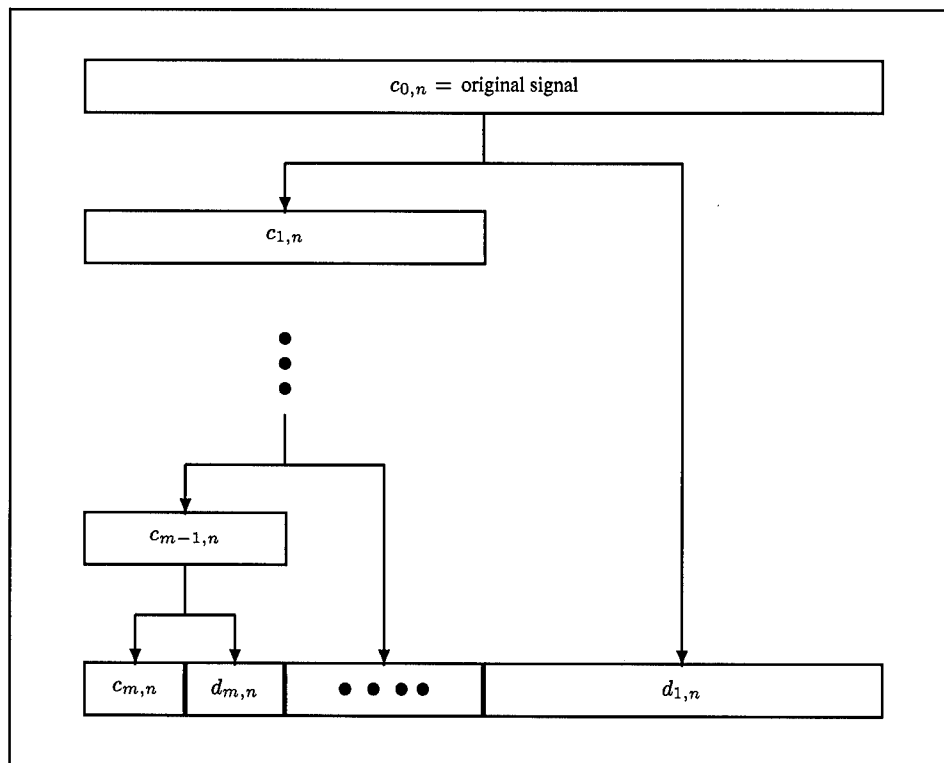 c_{0,n} = original signal
c_{1,n}
c_{m-1,n}
c_{m,n} d_{m,n} d_{1,n}